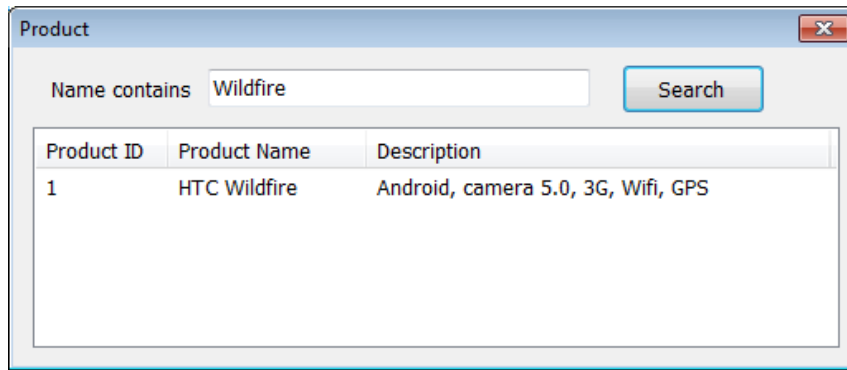 Product
Name contains Wildfire Search
Product ID Product Name Description
1 HTC Wildfire Android, camera 5.0, 3G, Wifi, GPS